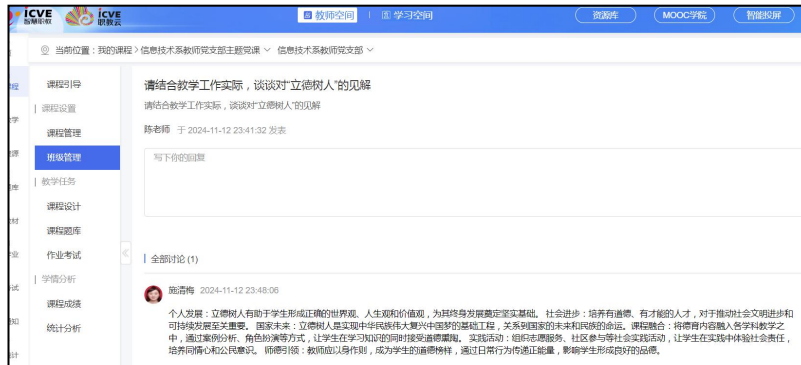 ICVE 智慧职教 ICVE 职教云 教师空间 学习空间 资源库 MOOC学院 智能投屏
当前位置：我的课程 > 信息技术系教师党支部主题党课 信息技术系教师党支部
课程引导
课程设置
课程管理
班级管理
教学任务
课程设计
课程题库
作业考试
学情分析
课程成绩
统计分析
请结合教学工作实际，谈谈对“立德树人”的见解
请结合教学工作实际，谈谈对“立德树人”的见解
陈老师 于 2024-11-12 23:41:32 发表
写下你的回复
全部讨论 (1)
施清梅 2024-11-12 23:48:06
个人发展：立德树人有助于学生形成正确的世界观、人生观和价值观，为其终身发展奠定坚实基础。 社会进步：培养有道德、有才能的人才，对于推动社会文明进步和
可持续发展至关重要。 国家未来：立德树人是实现中华民族伟大复兴中国梦的基础工程，关系到国家的未来和民族的命运。课程融合：将德育内容融入各学科教学之
中，通过案例分析、角色扮演等方式，让学生在学习知识的同时接受道德熏陶。 实践活动：组织志愿服务、社区参与等社会实践活动，让学生在实践中体验社会责任，
培养同情心和公民意识。 师德引领：教师应以身作则，成为学生的道德榜样，通过日常行为传递正能量，影响学生形成良好的品德。